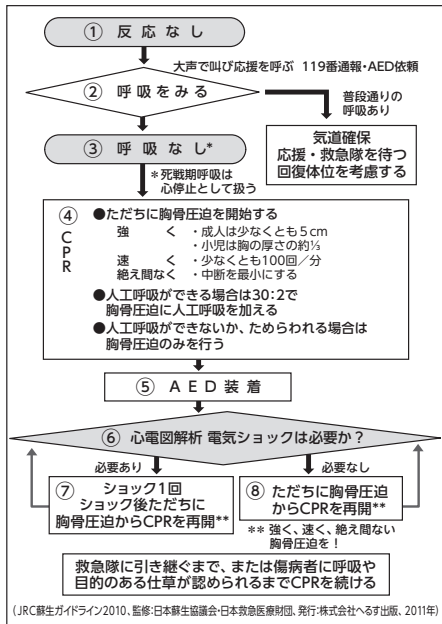 ① 反応なし
大声で叫び応援を呼ぶ 119番通報・AED依頼
② 呼吸をみる
普段通りの
呼吸あり
気道確保
応援・救急隊を待つ
回復体位を考慮する
③ 呼吸なし*
*死戦期呼吸は
心停止として扱う
④ CPR
●ただちに胸骨圧迫を開始する
強く ・成人は少なくとも5cm
・小児は胸の厚さの約⅓
速く ・少なくとも100回/分
絶え間なく ・中断を最小にする
●人工呼吸ができる場合は30:2で
胸骨圧迫に人工呼吸を加える
●人工呼吸ができないか、ためらわれる場合は
胸骨圧迫のみを行う
⑤ AED装着
⑥ 心電図解析 電気ショックは必要か?
必要あり
必要なし
⑦ ショック1回
ショック後ただちに
胸骨圧迫からCPRを再開**
⑧ ただちに胸骨圧迫
からCPRを再開**
** 強く、速く、絶え間ない
胸骨圧迫を!
救急隊に引き継ぐまで、または傷病者に呼吸や
目的のある仕草が認められるまでCPRを続ける
(JRC蘇生ガイドライン2010、監修:日本蘇生協議会・日本救急医療財団、発行:株式会社へるす出版、2011年)